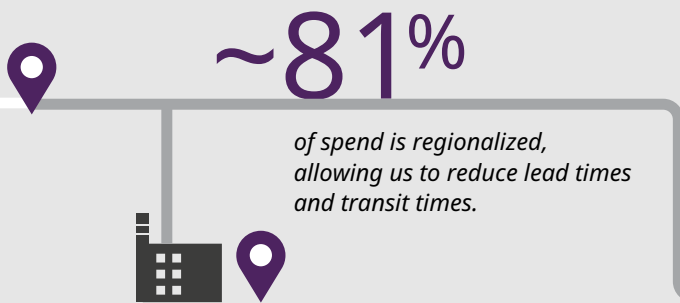 ~81%
of spend is regionalized,
allowing us to reduce lead times
and transit times.